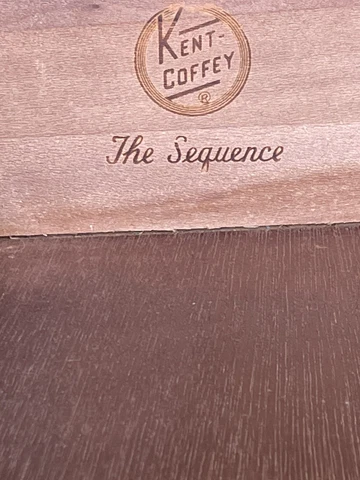 KENT-
COFFEY
®
The Sequence